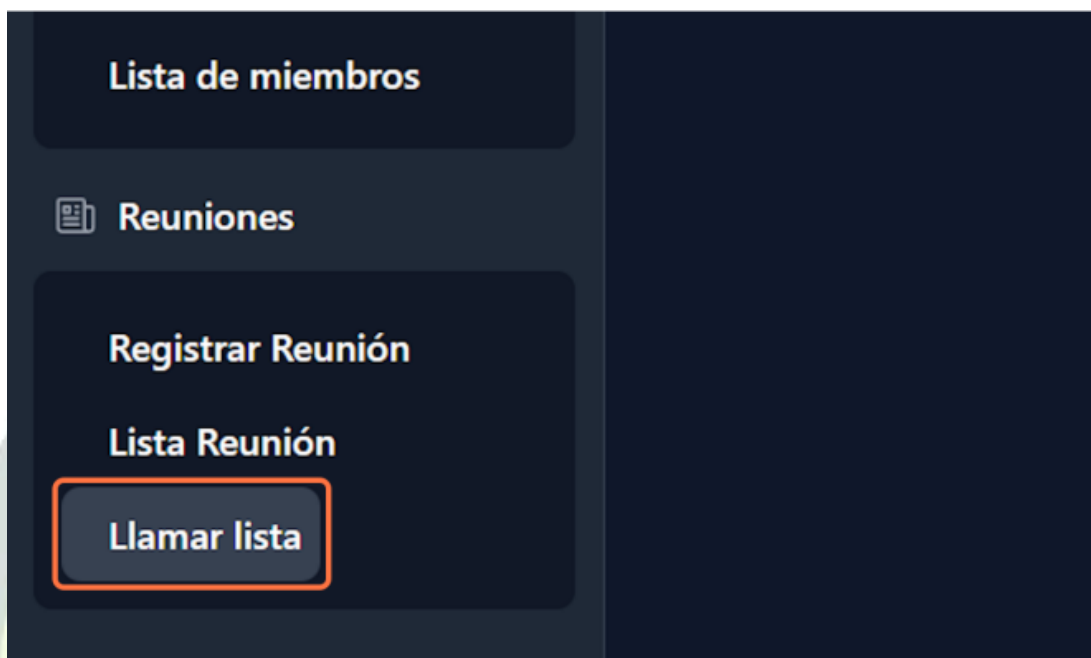 Lista de miembros
Reuniones
Registrar Reunión
Lista Reunión
Llamar lista